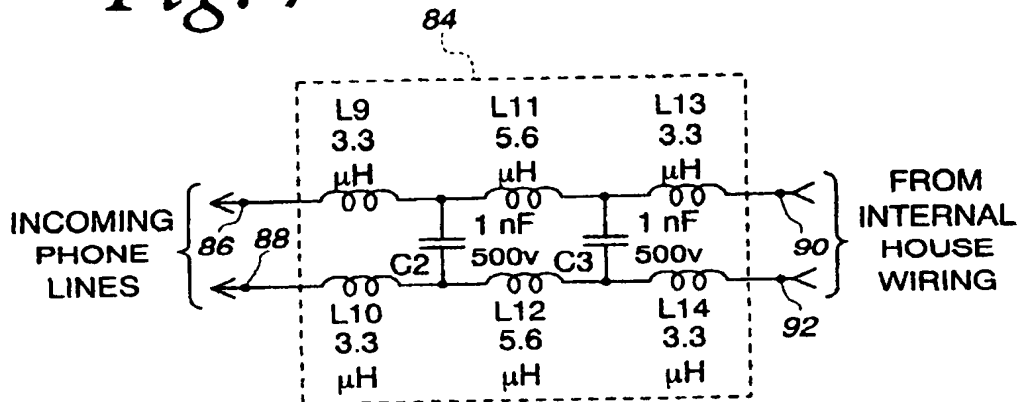 84
L9 L11 L13
3.3 5.6 3.3
µH µH µH
INCOMING PHONE LINES
86
88
1 nF 500v
C2
1 nF 500v
C3
90
92
FROM INTERNAL HOUSE WIRING
L10 L12 L14
3.3 5.6 3.3
µH µH µH